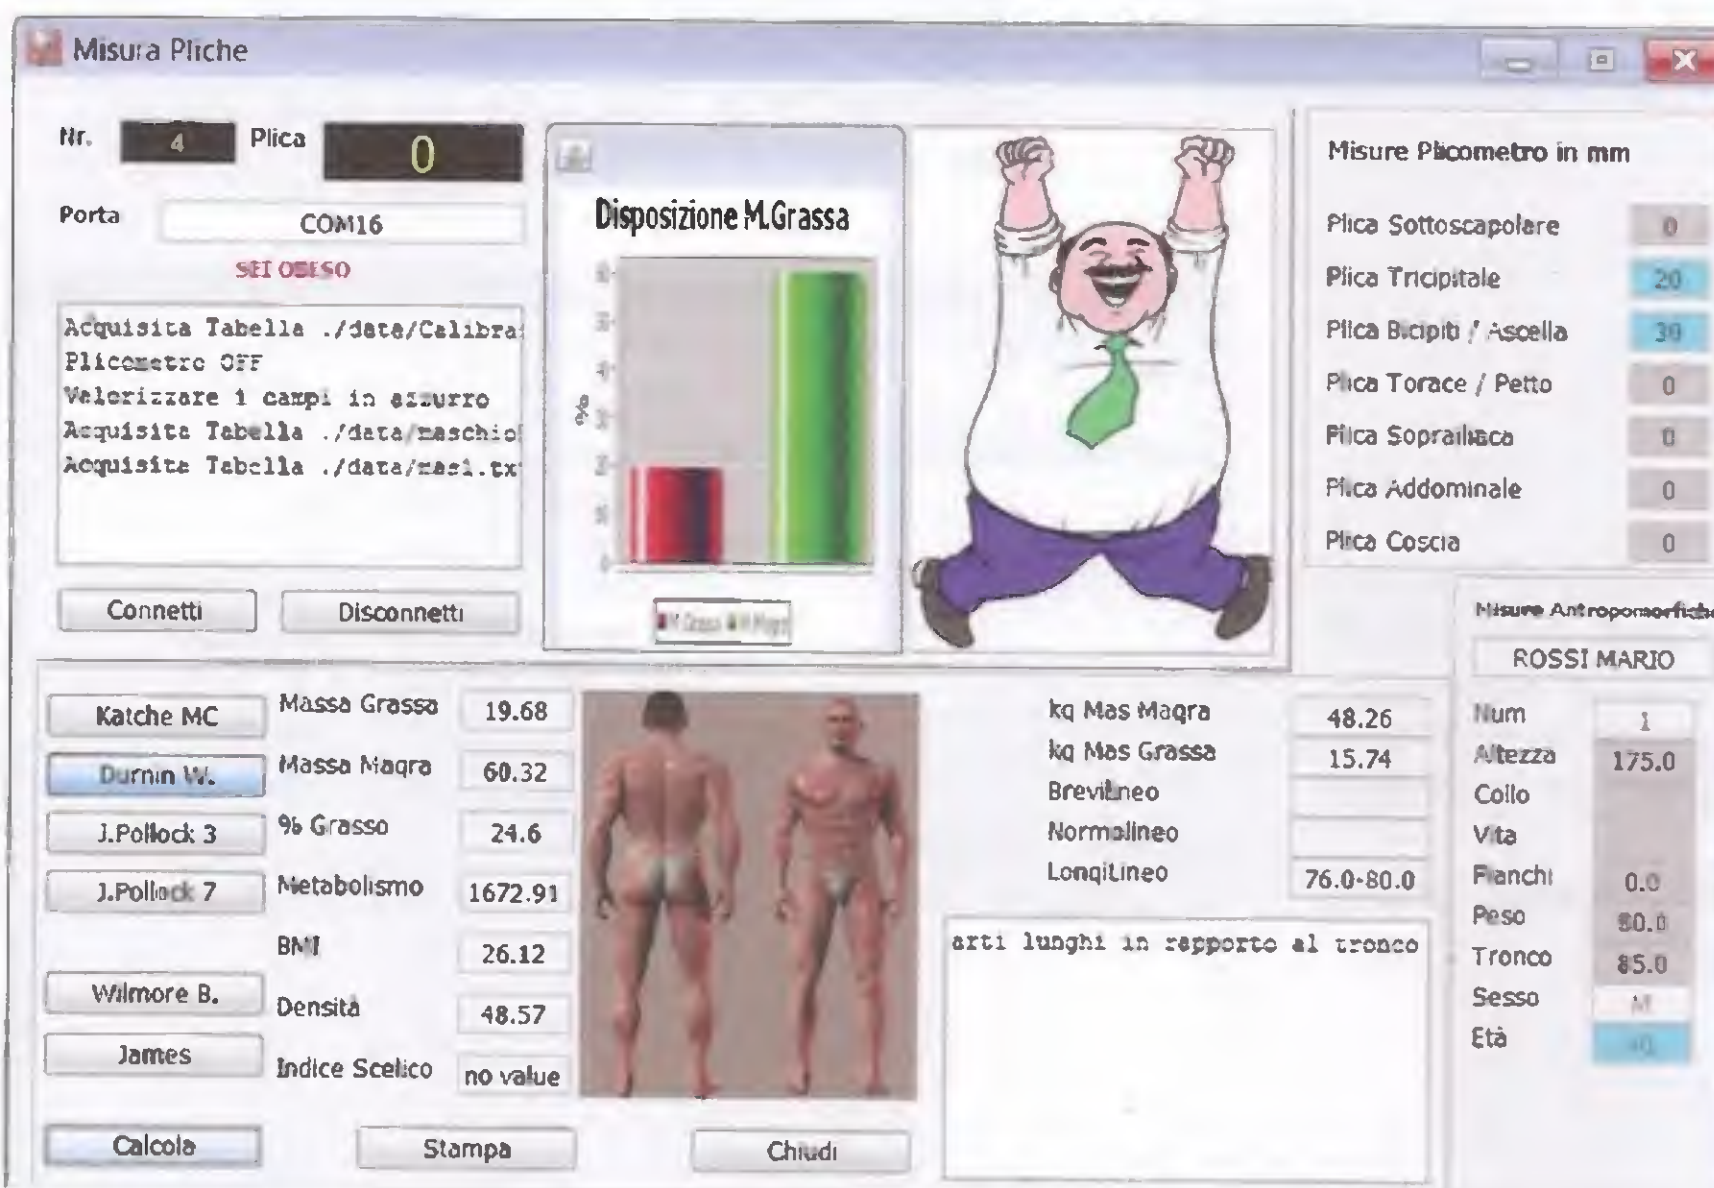 Misura Pliche
Nr. 4 Plica 0
Porta COM16
SEI OBESO
Acquisita Tabella ./data/Calibra
Plicometro OFF
Valorizzare i campi in azzurro
Acquisita Tabella ./data/maschio
Acquisita Tabella ./data/masi.tx
Connetti Disconnetti
Disposizione M.Grassa
%
M.Grassa M.Magra
Misure Plicometro in mm
Plica Sottoscapolare 0
Plica Tricipitale 20
Plica Bicipiti / Ascella 30
Plica Torace / Petto 0
Plica Soprailiaca 0
Plica Addominale 0
Plica Coscia 0
Katche MC
Durnin W.
J.Pollock 3
J.Pollock 7
Wilmore B.
James
Massa Grassa 19.68
Massa Magra 60.32
% Grasso 24.6
Metabolismo 1672.91
BMI 26.12
Densità 48.57
Indice Scelico no value
Calcola Stampa Chiudi
kg Mas Magra 48.26
kg Mas Grassa 15.74
Brevilineo
Normolineo
LongiLineo 76.0-80.0
arti lunghi in rapporto al tronco
Misure Antropomorfiche
ROSSI MARIO
Num 1
Altezza 175.0
Collo
Vita
Fianchi 0.0
Peso 80.0
Tronco 85.0
Sesso M
Età